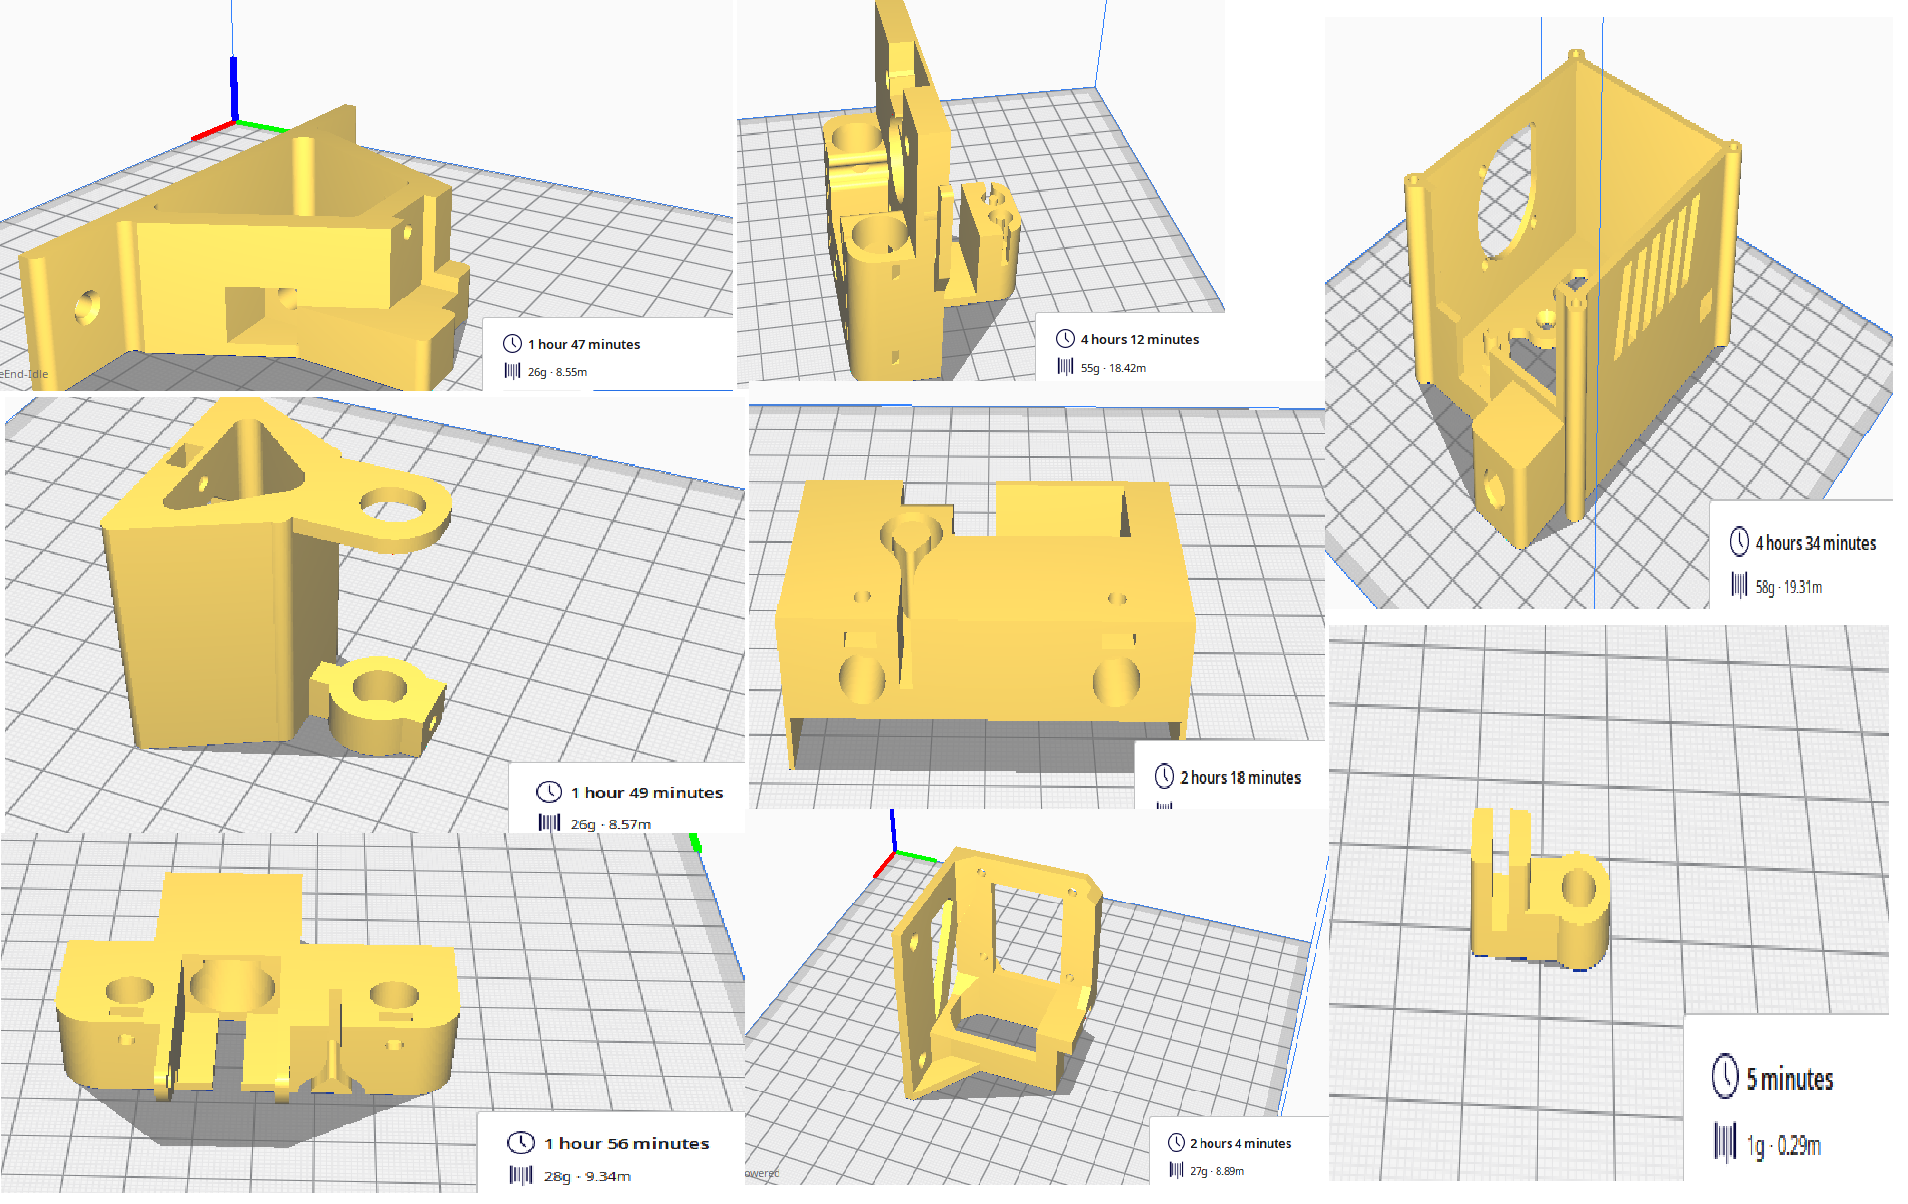 1 hour 47 minutes
26g · 8.55m
eEnd-Idle
4 hours 12 minutes
55g · 18.42m
4 hours 34 minutes
58g · 19.31m
1 hour 49 minutes
26g · 8.57m
2 hours 18 minutes
5 minutes
1g · 0.29m
1 hour 56 minutes
28g · 9.34m
2 hours 4 minutes
27g · 8.89m
owered